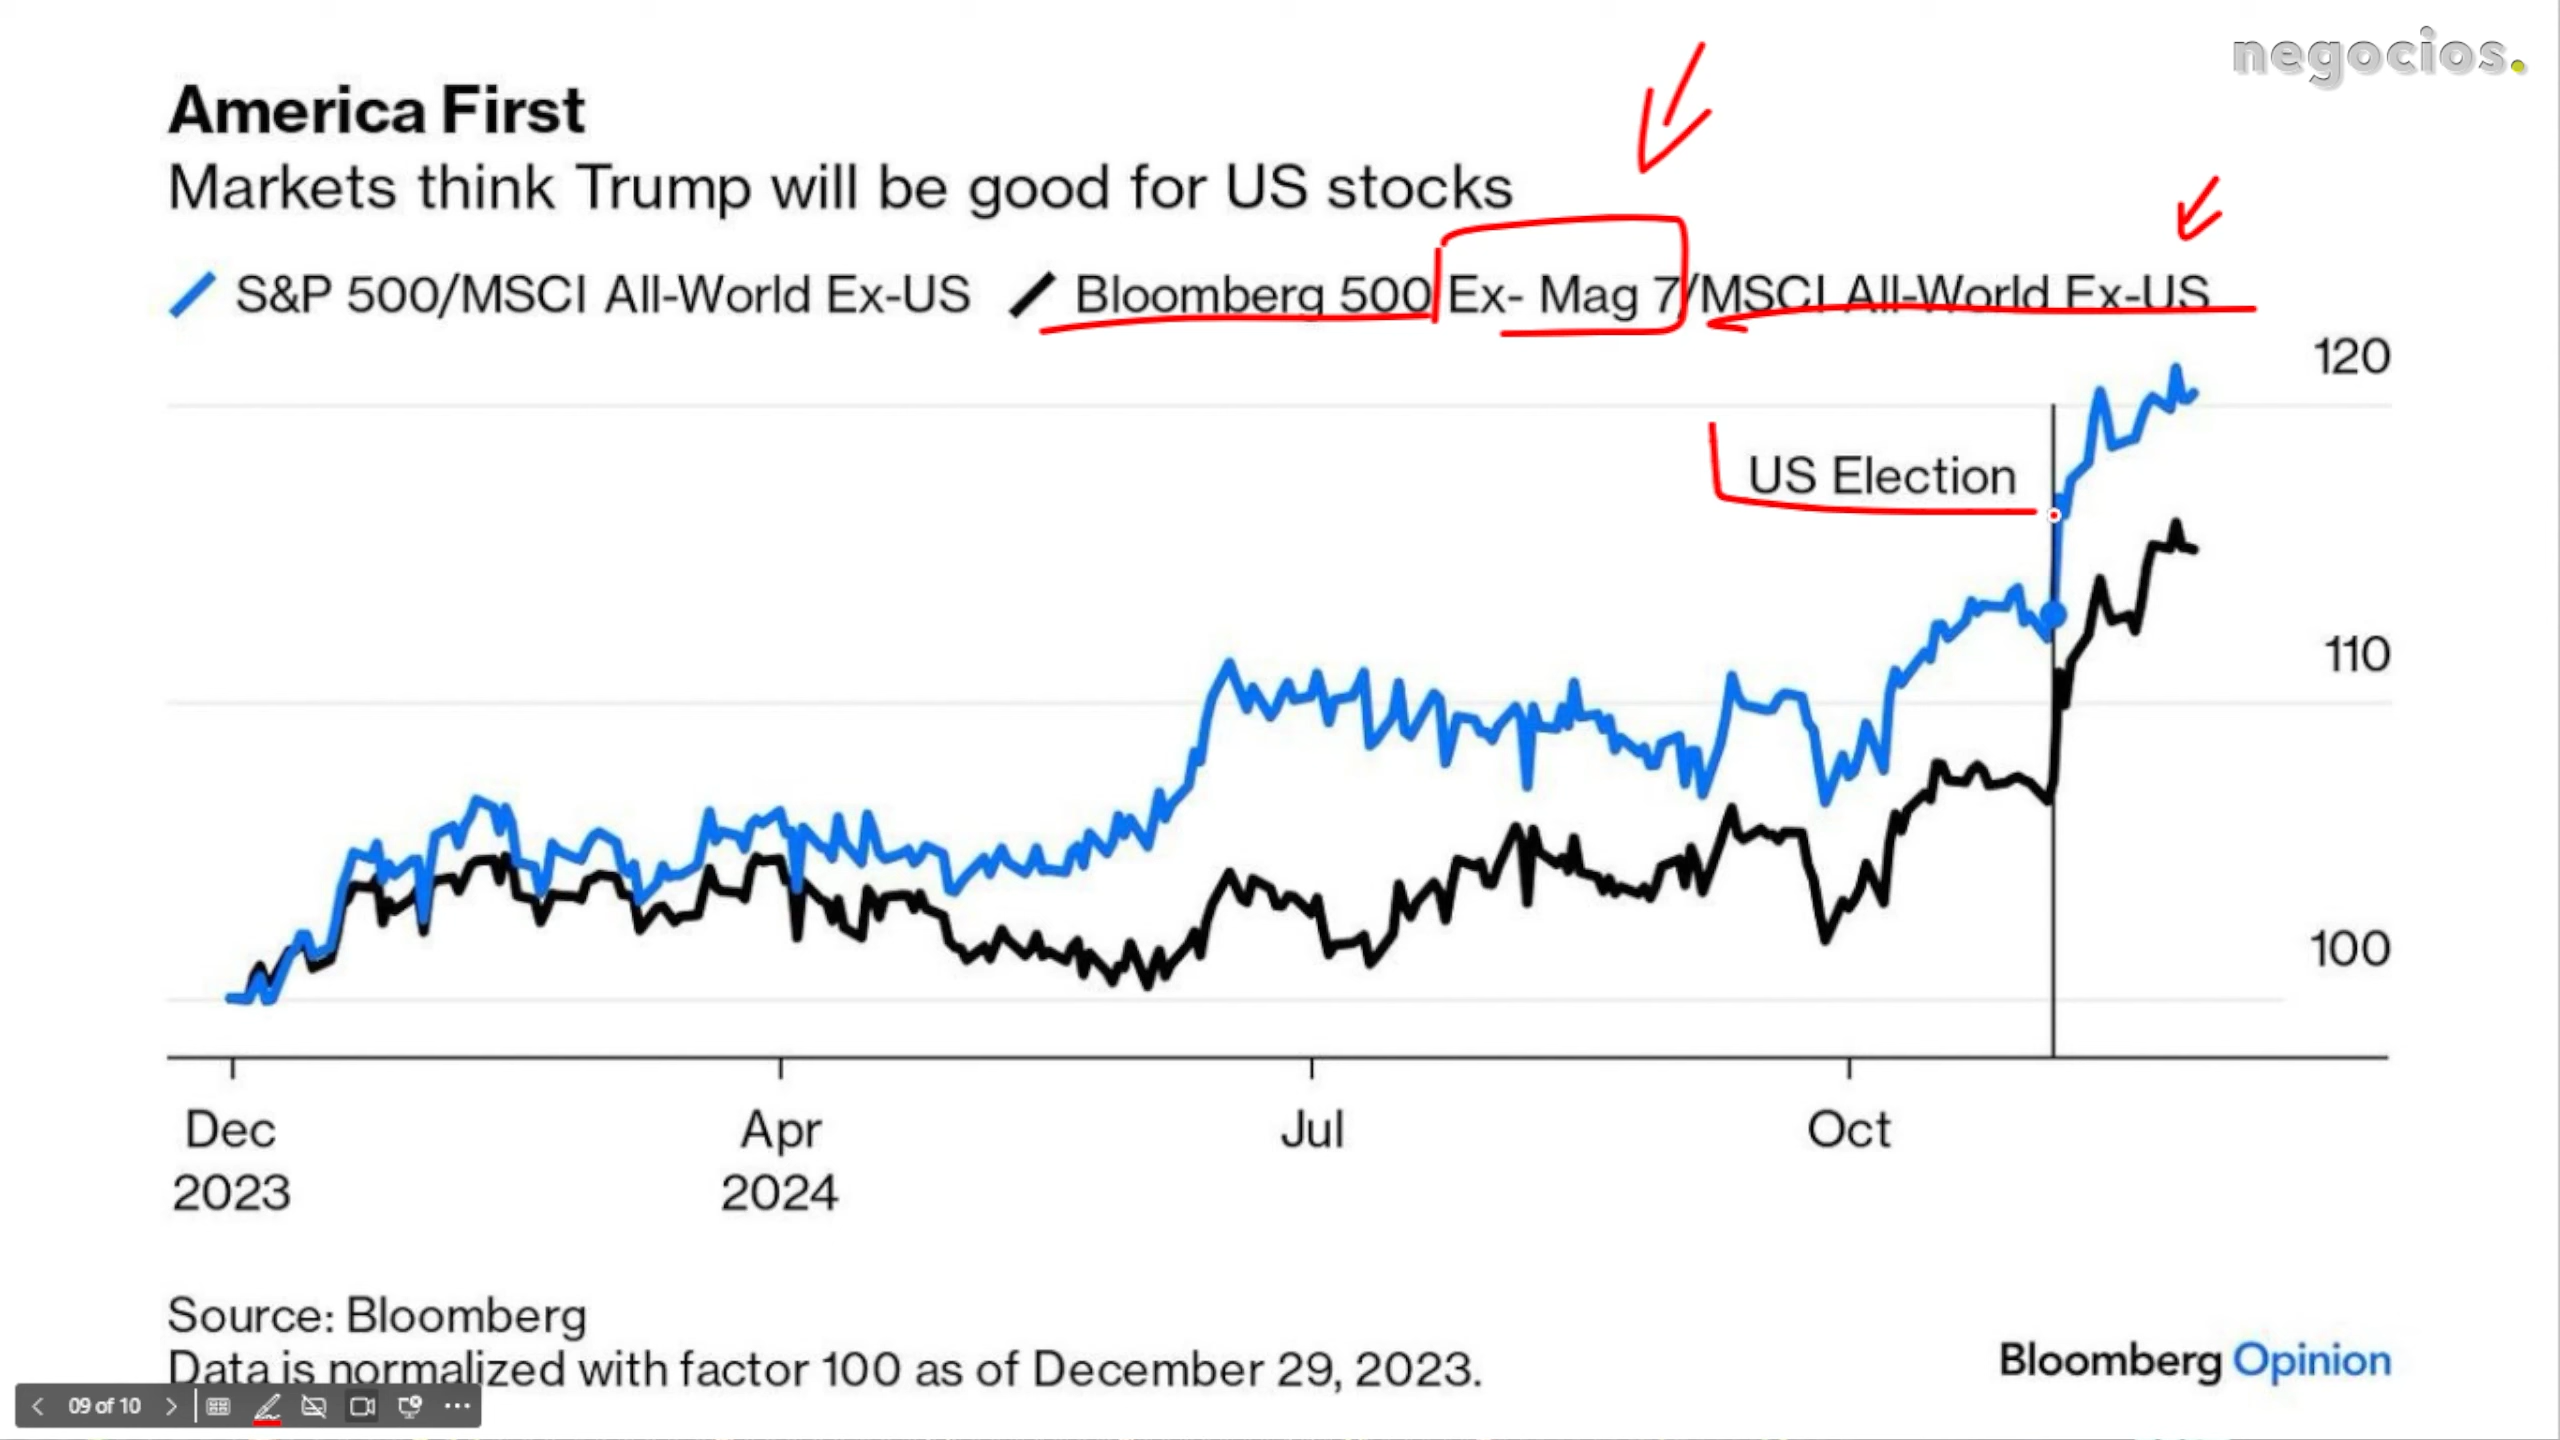 negocios.
America First
Markets think Trump will be good for US stocks
S&P 500/MSCI All-World Ex-US Bloomberg 500 Ex- Mag 7/MSCI All-World Ex-US
120
US Election
110
100
Dec Apr Jul Oct
2023 2024
Source: Bloomberg
Data is normalized with factor 100 as of December 29, 2023.
Bloomberg Opinion
09 of 10